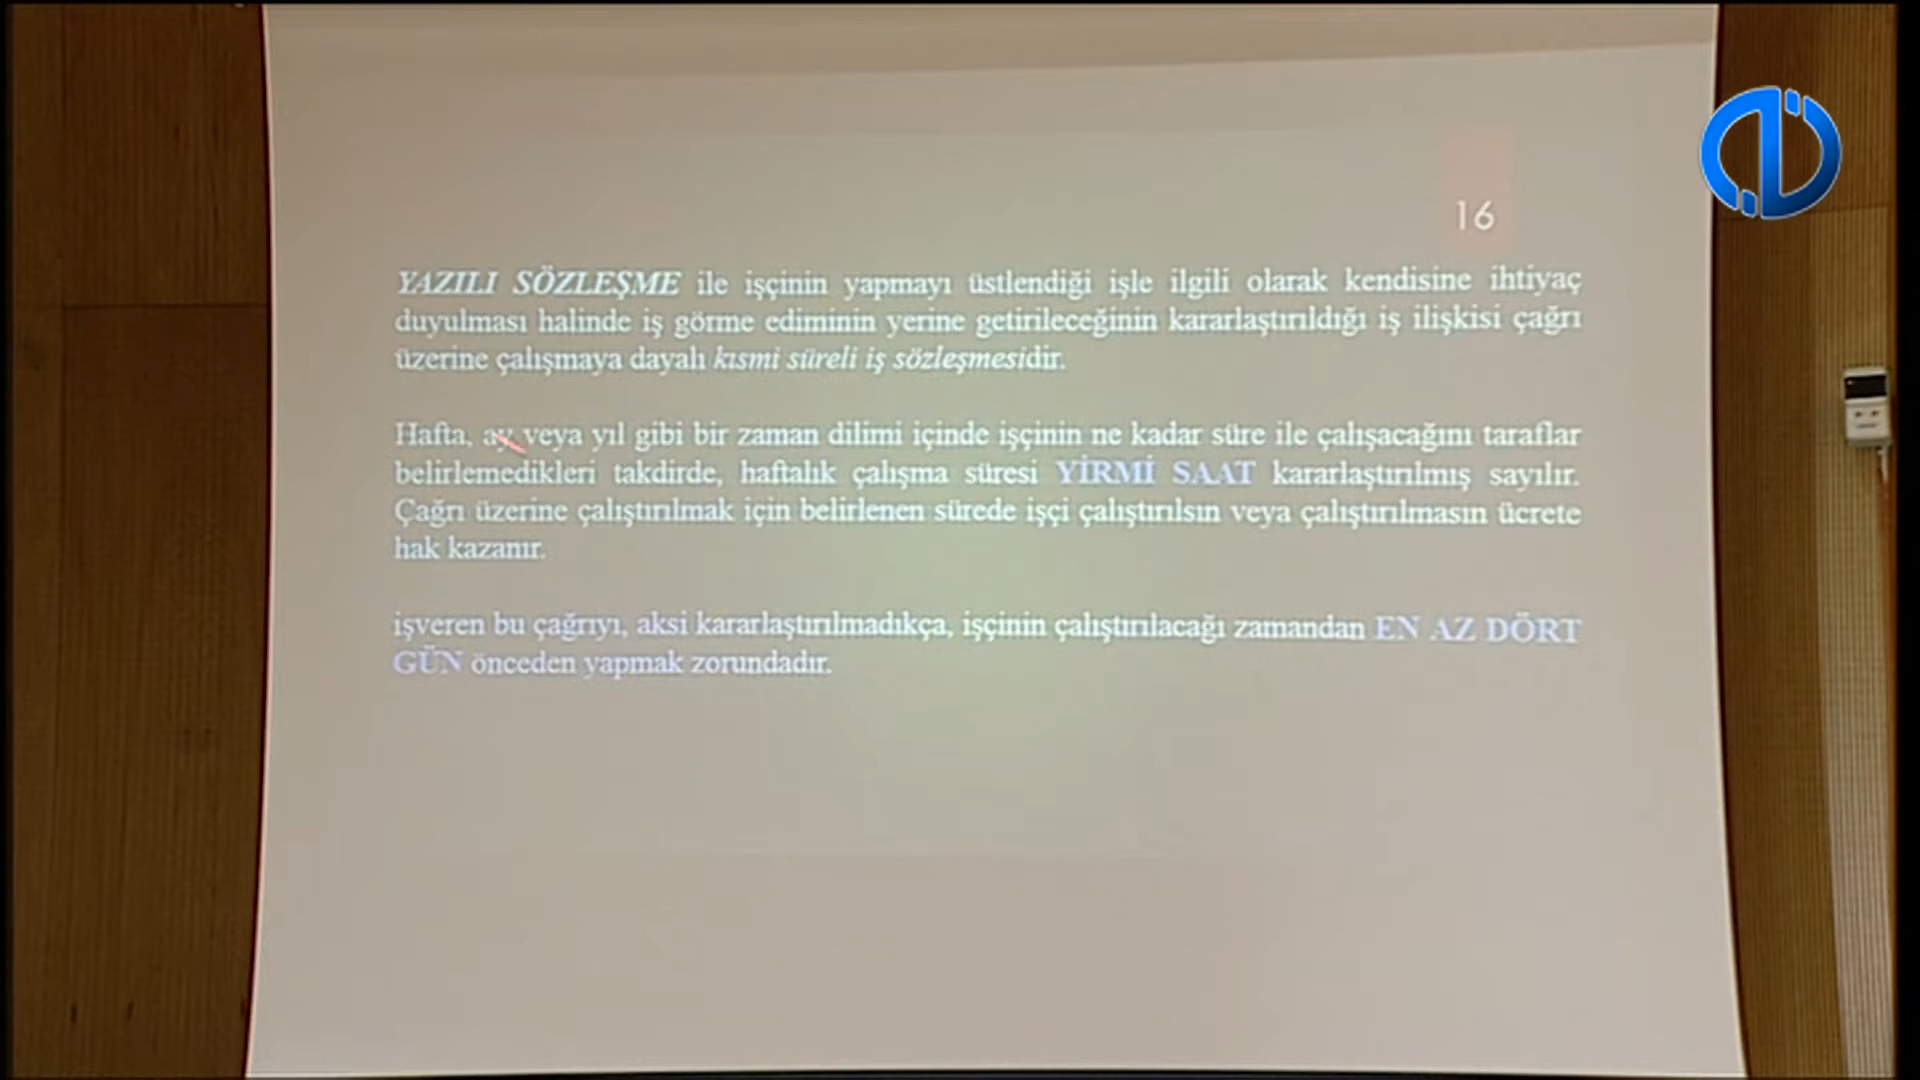 16
YAZILI SÖZLEŞME ile işçinin yapmayı üstlendiği işle ilgili olarak kendisine ihtiyaç
duyulması halinde iş görme ediminin yerine getirileceğinin kararlaştırıldığı iş ilişkisi çağrı
üzerine çalışmaya dayalı kısmi süreli iş sözleşmesidir.
Hafta, ay veya yıl gibi bir zaman dilimi içinde işçinin ne kadar süre ile çalışacağını taraflar
belirlemedikleri takdirde, haftalık çalışma süresi YİRMİ SAAT kararlaştırılmış sayılır.
Çağrı üzerine çalıştırılmak için belirlenen sürede işçi çalıştırılsın veya çalıştırılmasın ücrete
hak kazanır.
işveren bu çağrıyı, aksi kararlaştırılmadıkça, işçinin çalıştırılacağı zamandan EN AZ DÖRT
GÜN önceden yapmak zorundadır.